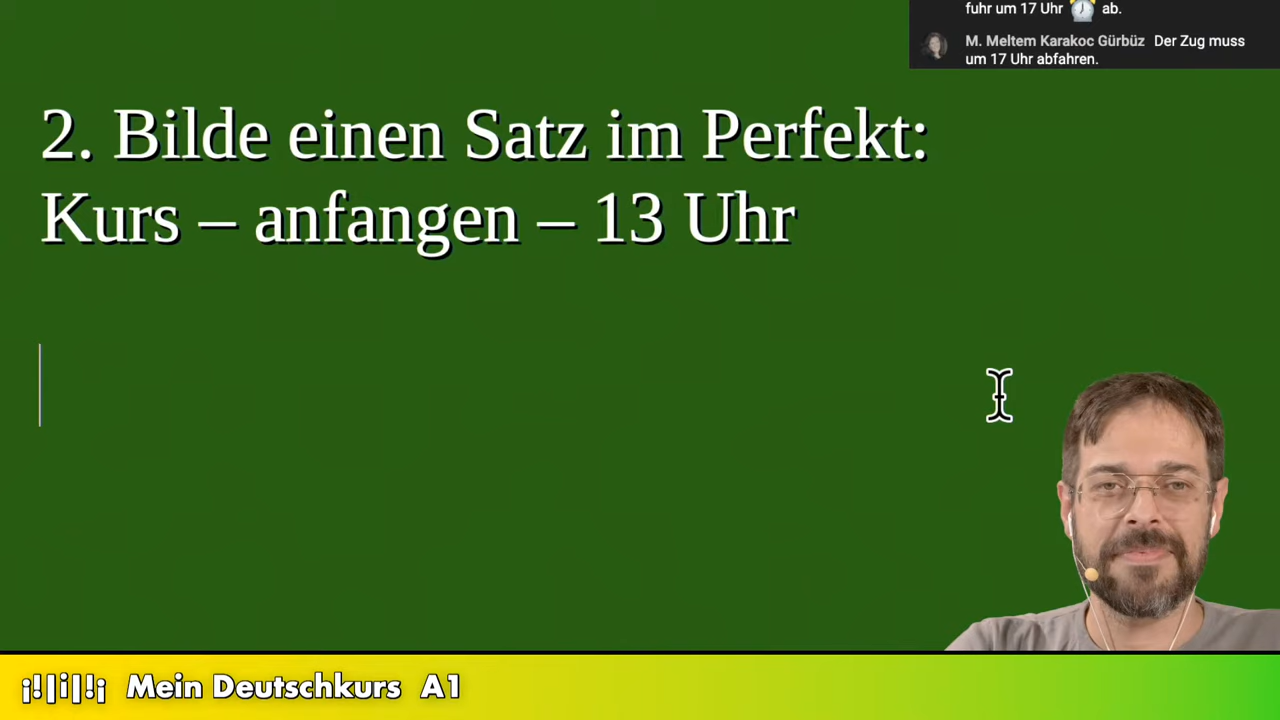 fuhr um 17 Uhr ab.
M. Meltem Karakoc Gürbüz Der Zug muss
um 17 Uhr abfahren.
2. Bilde einen Satz im Perfekt:
Kurs – anfangen – 13 Uhr
¡!|i|!¡ Mein Deutschkurs A1